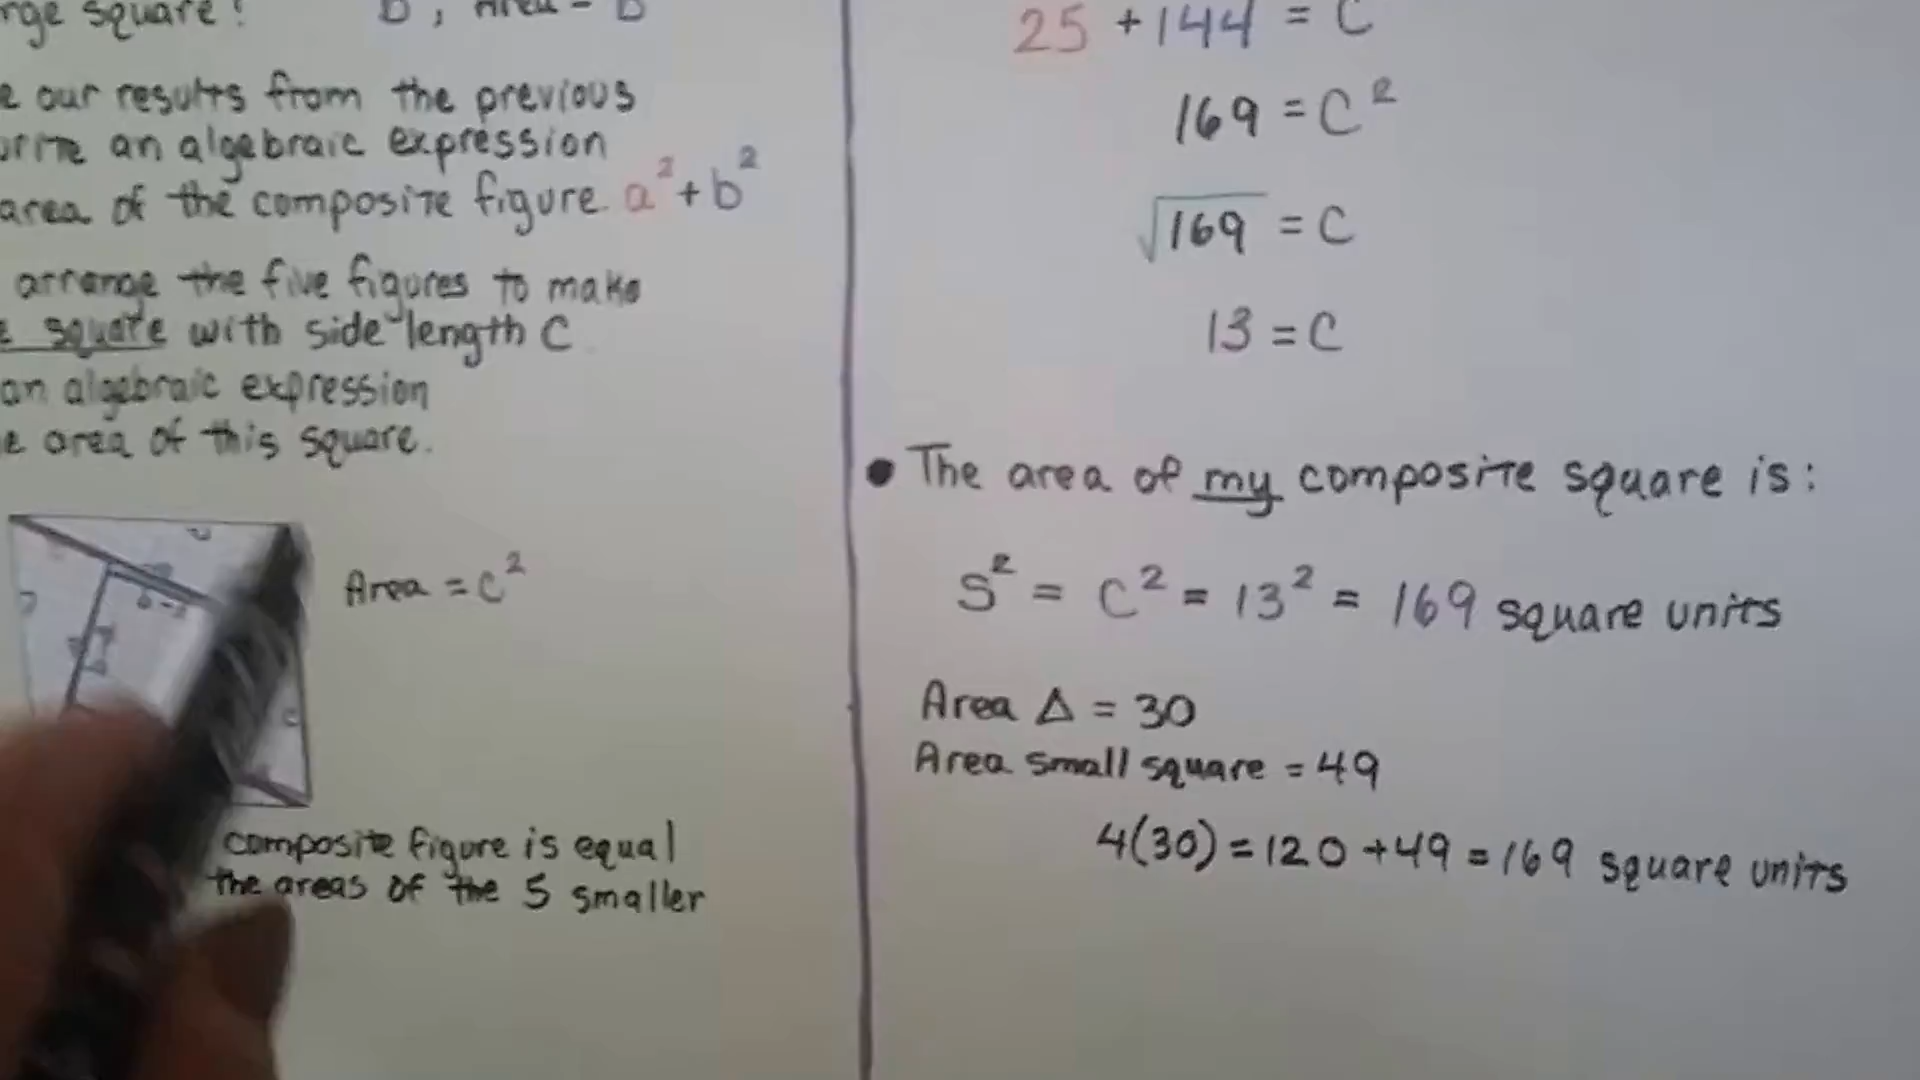 rge square?
b, Area = b
e our results from the previous
write an algebraic expression
area of the composite figure. a² + b²
arrange the five figures to make
e square with side length C
an algebraic expression
e area of this square.
Area = c²
composite figure is equal
the areas of the 5 smaller
25 + 144 = C
169 = C²
√169 = C
13 = C
• The area of my composite square is:
S² = C² = 13² = 169 square units
Area Δ = 30
Area small square = 49
4(30) = 120 + 49 = 169 square units